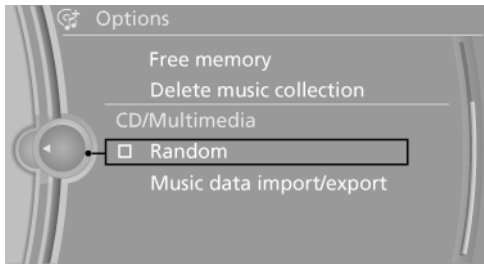 Options
Free memory
Delete music collection
CD/Multimedia
Random
Music data import/export